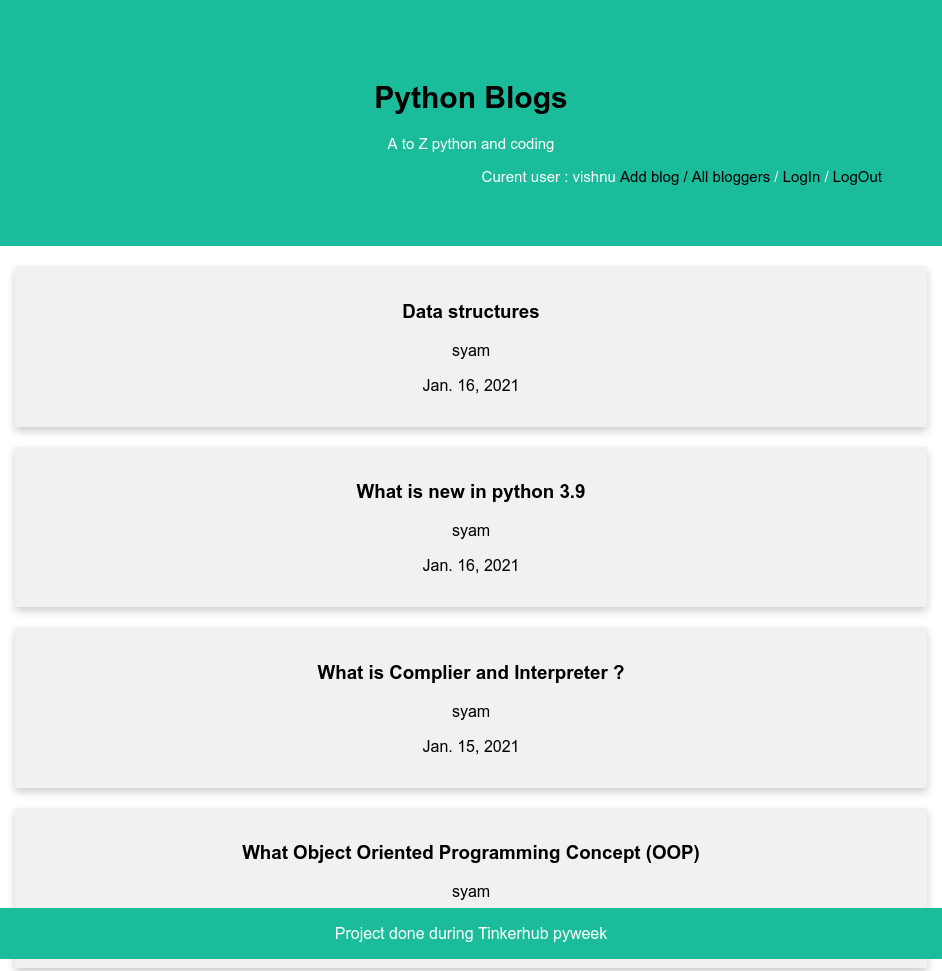 Python Blogs
A to Z python and coding
Curent user : vishnu Add blog / All bloggers / LogIn / LogOut
Data structures
syam
Jan. 16, 2021
What is new in python 3.9
syam
Jan. 16, 2021
What is Complier and Interpreter ?
syam
Jan. 15, 2021
What Object Oriented Programming Concept (OOP)
syam
Project done during Tinkerhub pyweek